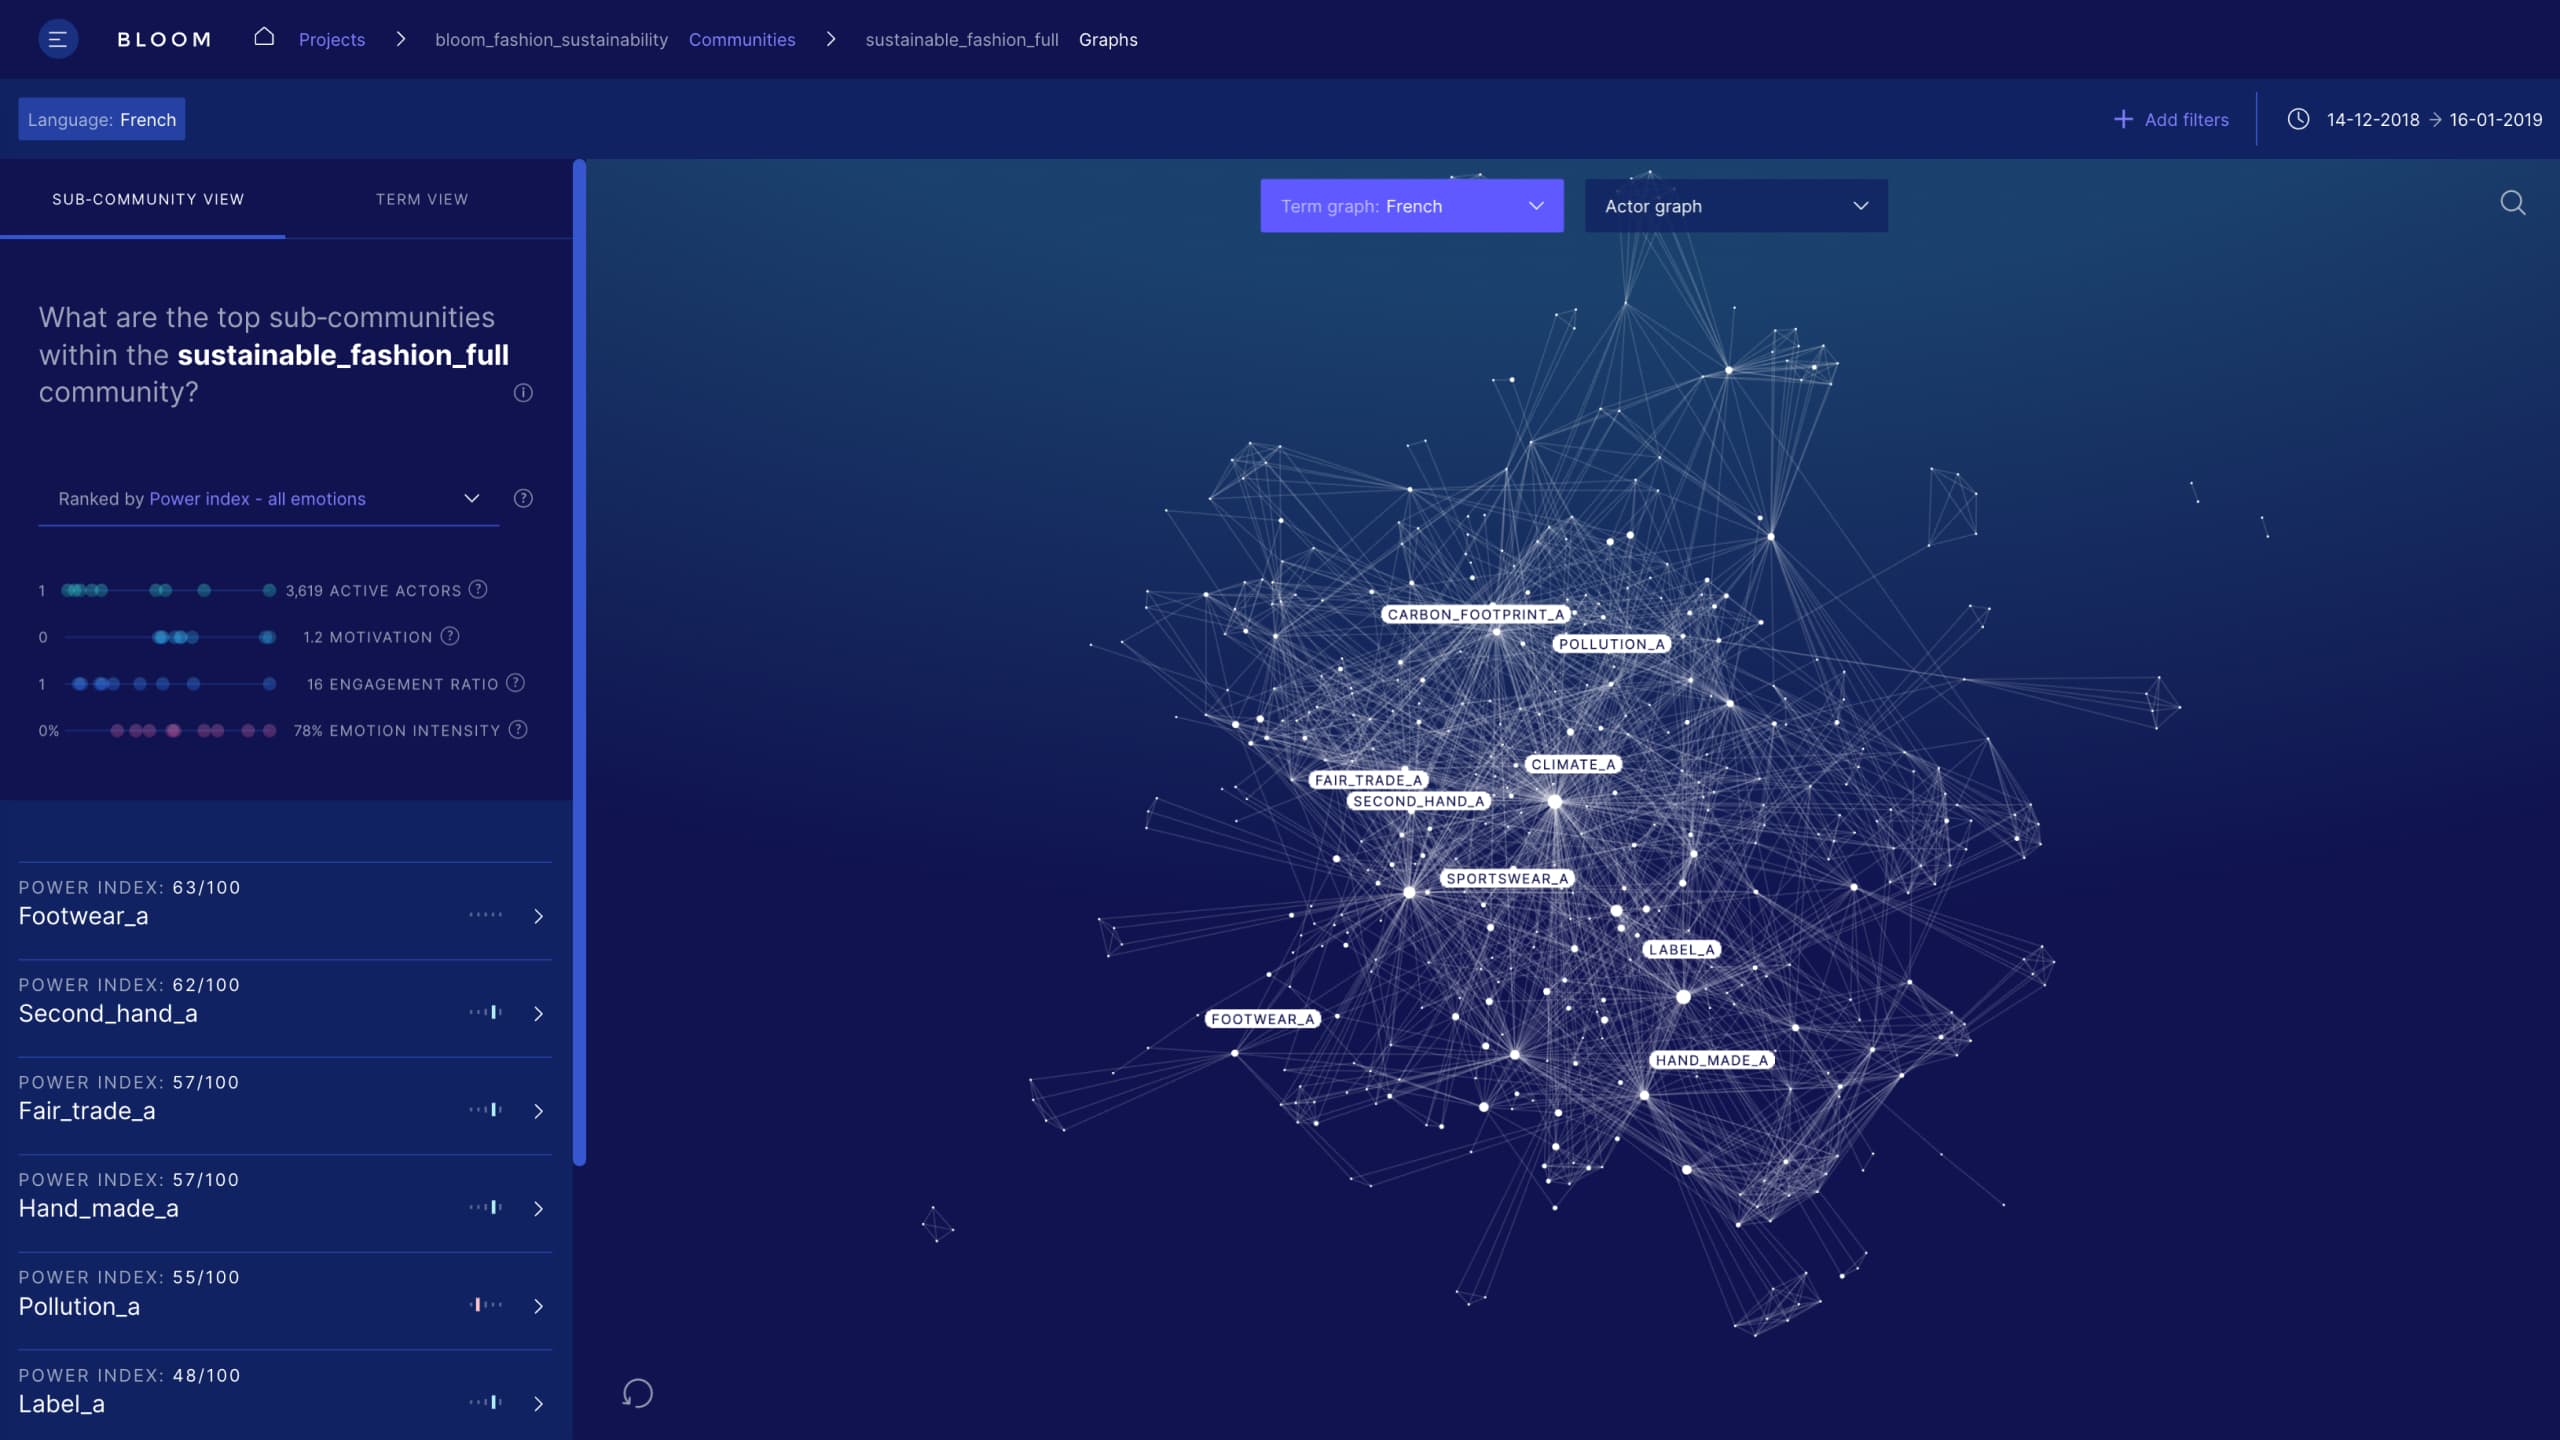 BLOOM Projects bloom_fashion_sustainability Communities sustainable_fashion_full Graphs
Language: French
Add filters 14-12-2018 → 16-01-2019
SUB-COMMUNITY VIEW TERM VIEW
What are the top sub-communities
within the sustainable_fashion_full
community?
Ranked by Power index - all emotions
1 3,619 ACTIVE ACTORS
0 1.2 MOTIVATION
1 16 ENGAGEMENT RATIO
0% 78% EMOTION INTENSITY
POWER INDEX: 63/100
Footwear_a
POWER INDEX: 62/100
Second_hand_a
POWER INDEX: 57/100
Fair_trade_a
POWER INDEX: 57/100
Hand_made_a
POWER INDEX: 55/100
Pollution_a
POWER INDEX: 48/100
Label_a
Term graph: French
Actor graph
CARBON_FOOTPRINT_A
POLLUTION_A
CLIMATE_A
FAIR_TRADE_A
SECOND_HAND_A
SPORTSWEAR_A
LABEL_A
FOOTWEAR_A
HAND_MADE_A